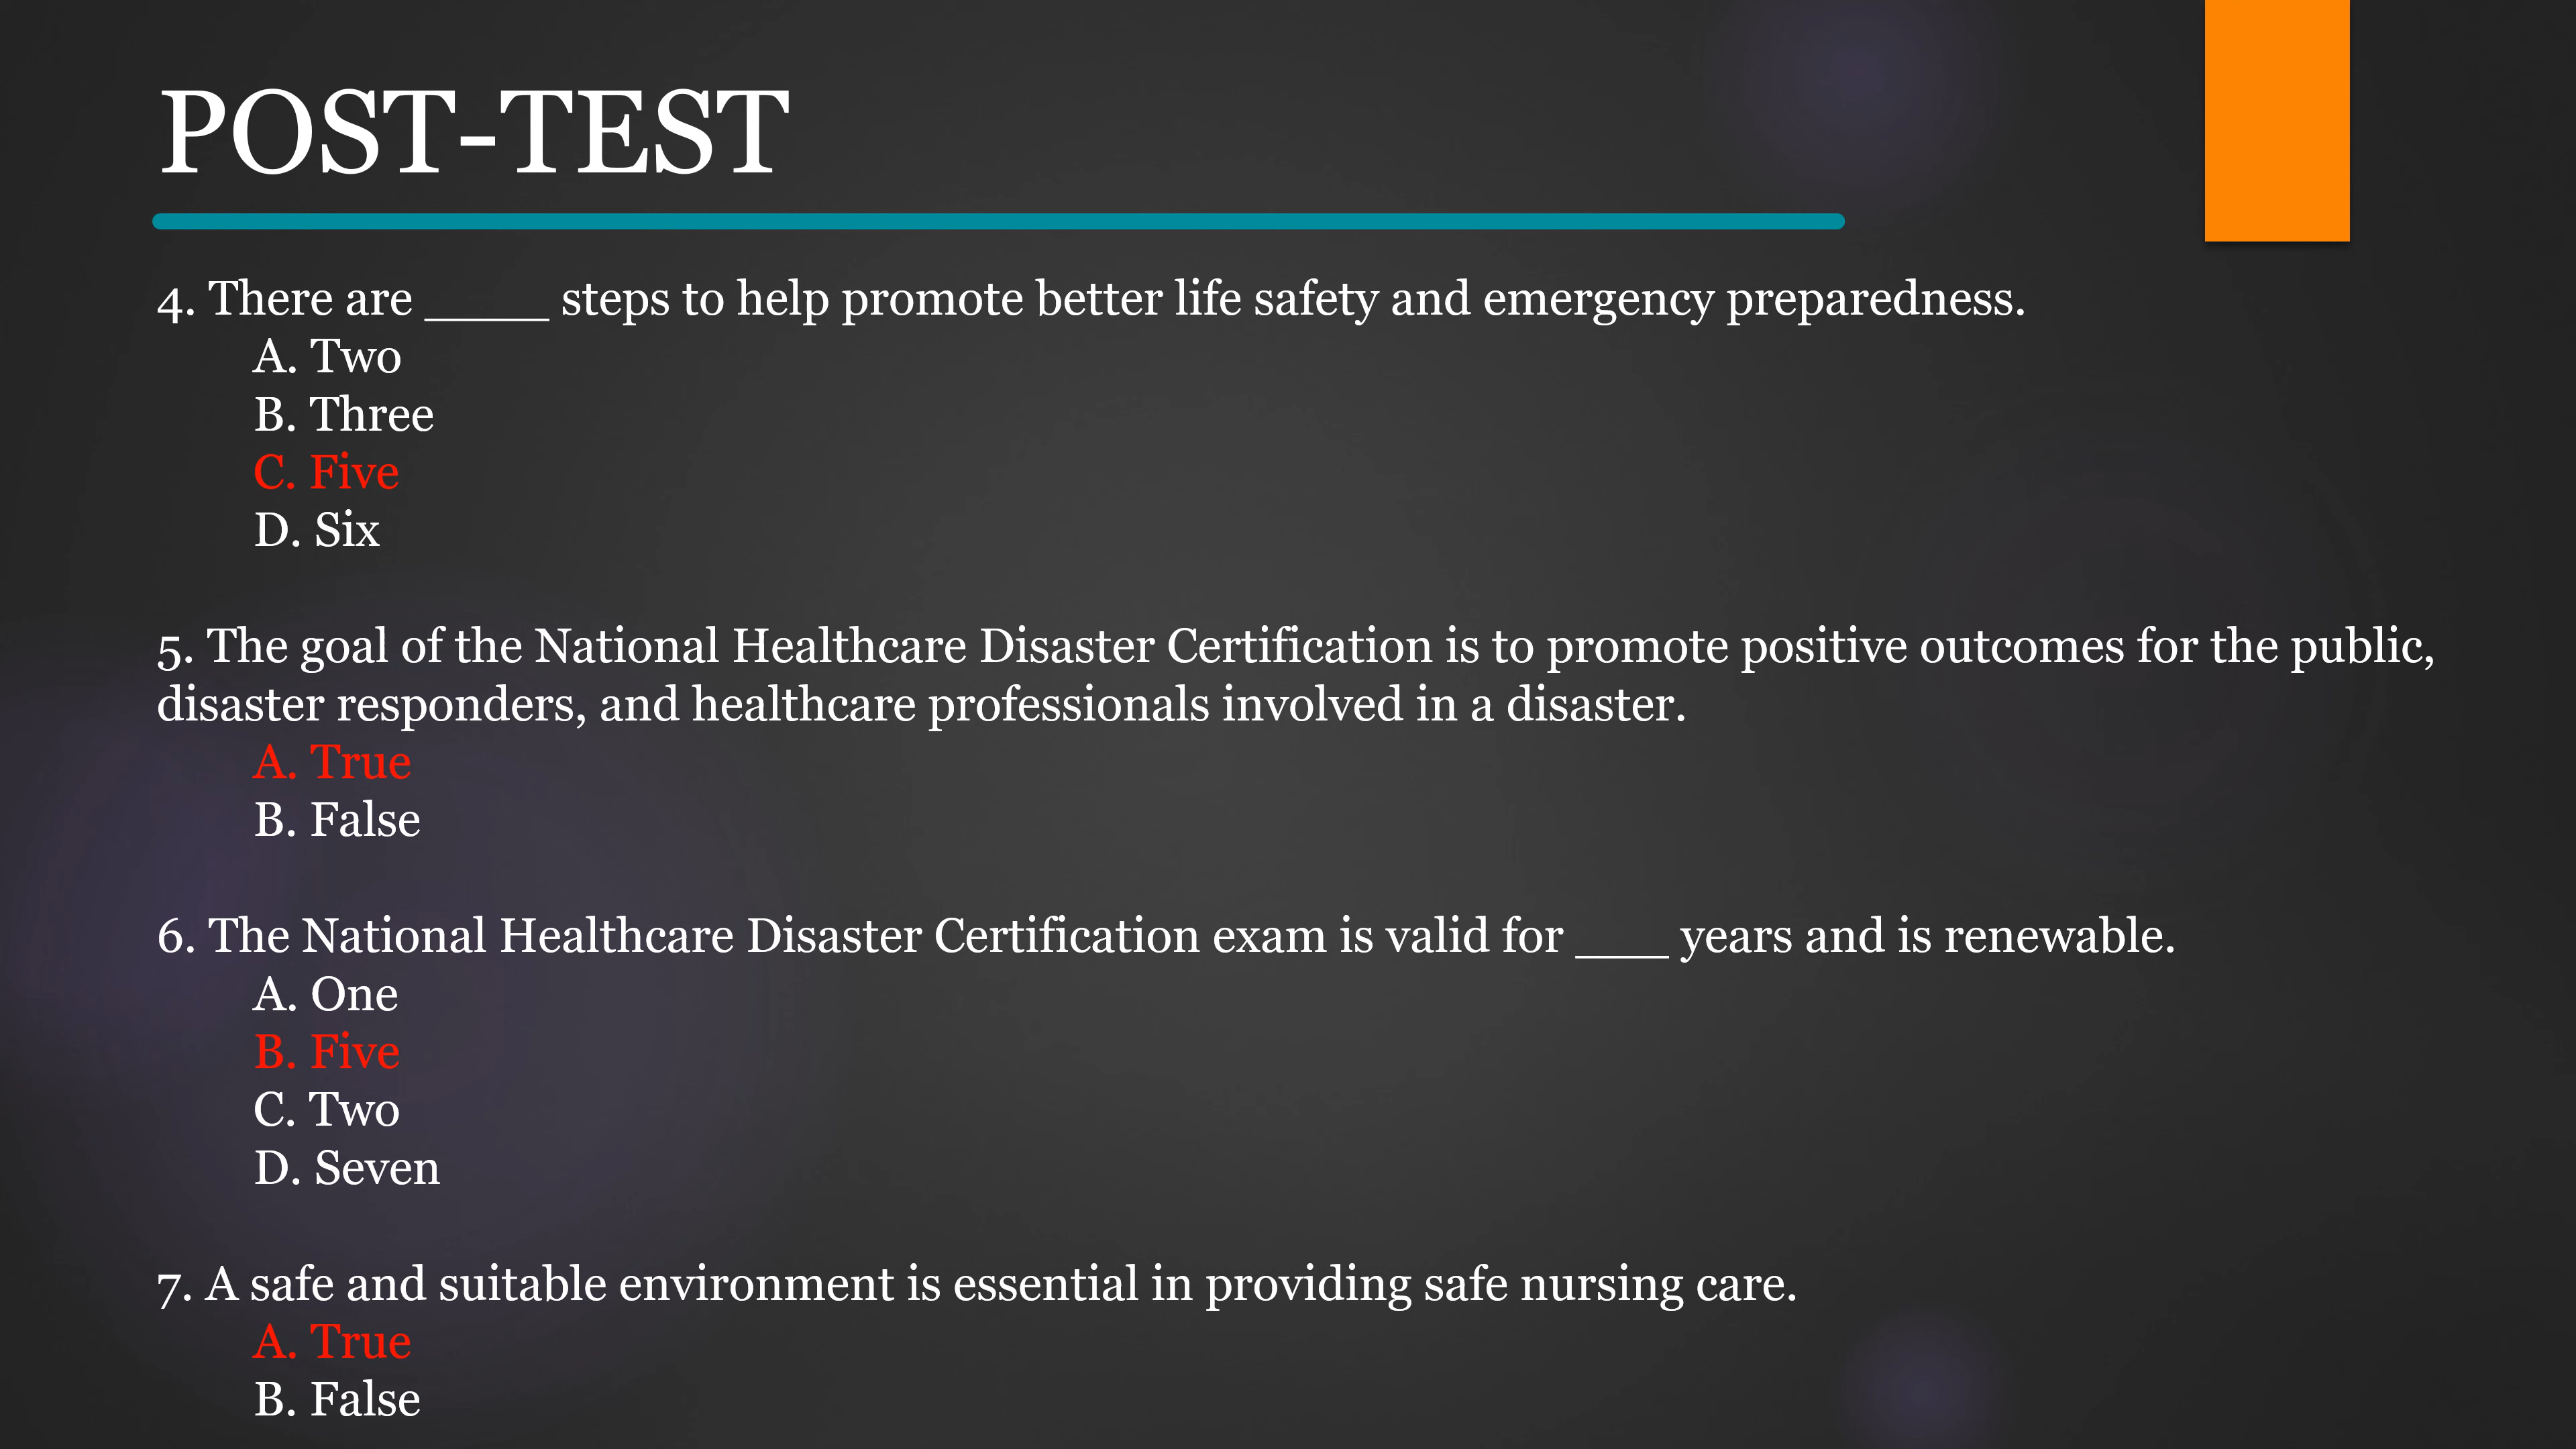 POST-TEST
4. There are _____ steps to help promote better life safety and emergency preparedness.
A. Two
B. Three
C. Five
D. Six
5. The goal of the National Healthcare Disaster Certification is to promote positive outcomes for the public,
disaster responders, and healthcare professionals involved in a disaster.
A. True
B. False
6. The National Healthcare Disaster Certification exam is valid for ____ years and is renewable.
A. One
B. Five
C. Two
D. Seven
7. A safe and suitable environment is essential in providing safe nursing care.
A. True
B. False